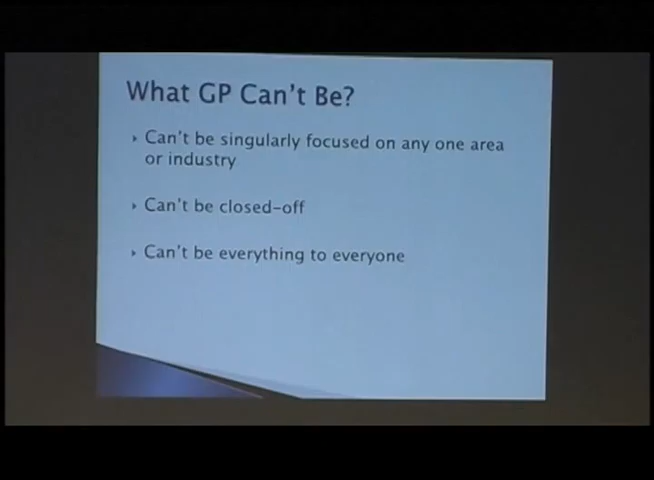 What GP Can't Be?
Can't be singularly focused on any one area
or industry
Can't be closed-off
Can't be everything to everyone